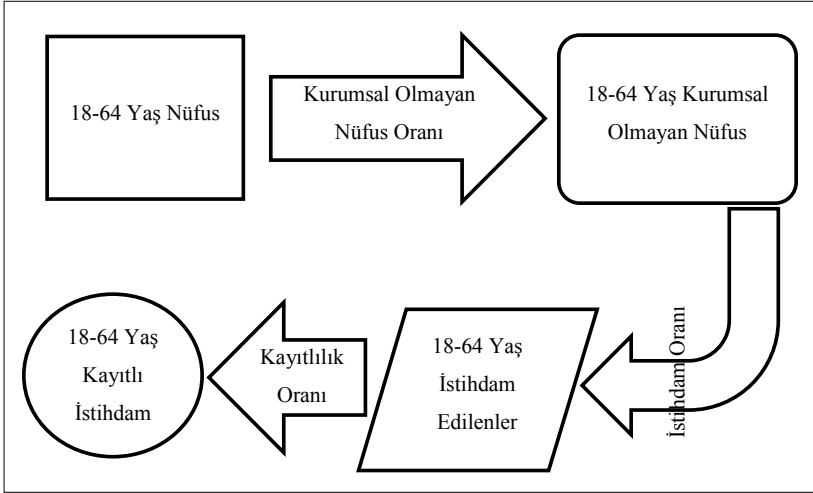 18-64 Yaş Nüfus
Kurumsal Olmayan
Nüfus Oranı
18-64 Yaş Kurumsal
Olmayan Nüfus
İstihdam Oranı
18-64 Yaş
İstihdam
Edilenler
Kayıtlılık
Oranı
18-64 Yaş
Kayıtlı
İstihdam